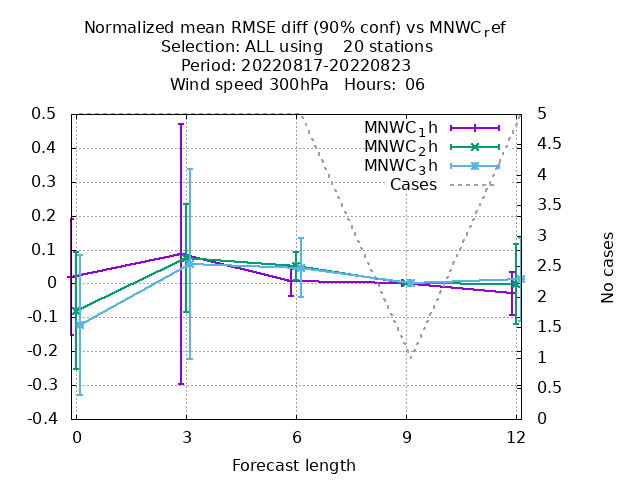 Normalized mean RMSE diff (90% conf) vs MNWC_ref
Selection: ALL using    20 stations
Period: 20220817-20220823
Wind speed 300hPa   Hours:  06
MNWC_1h
MNWC_2h
MNWC_3h
Cases
0.5
0.4
0.3
0.2
0.1
0
-0.1
-0.2
-0.3
-0.4
5
4.5
4
3.5
3
2.5
2
1.5
1
0.5
0
No cases
0 3 6 9 12
Forecast length